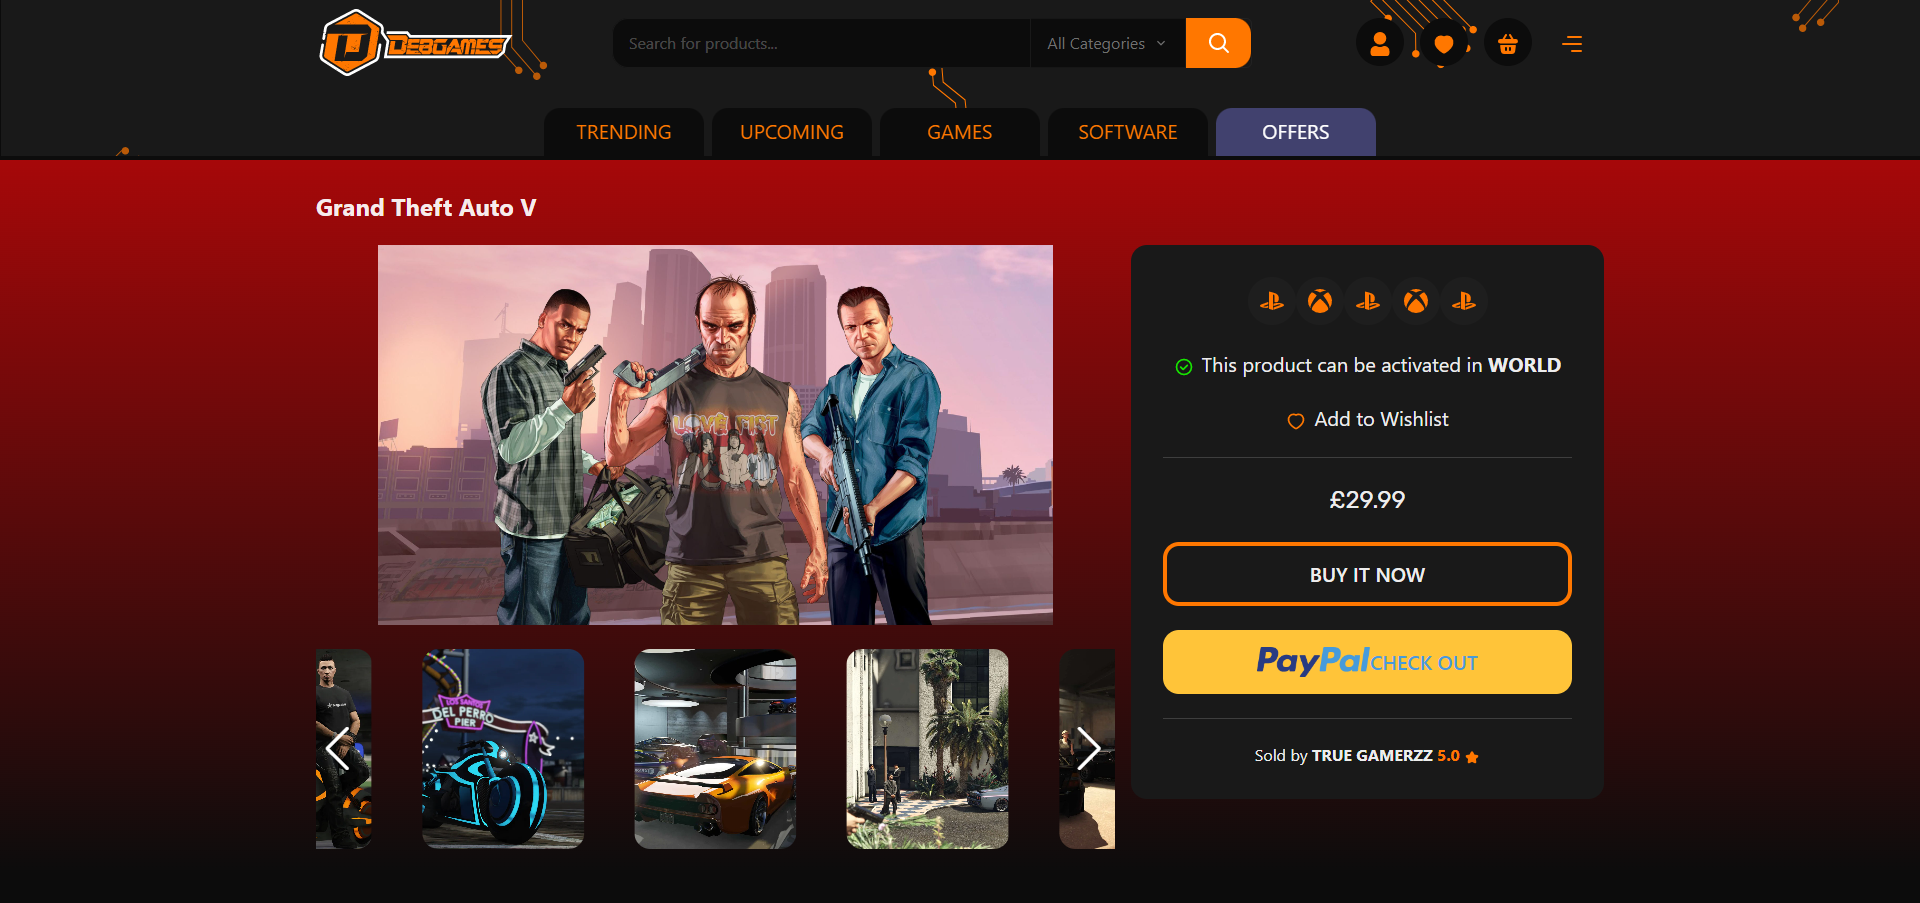 DEBGAMES
Search for products...
All Categories
TRENDING
UPCOMING
GAMES
SOFTWARE
OFFERS
Grand Theft Auto V
LOVE FIST
This product can be activated in WORLD
Add to Wishlist
£29.99
BUY IT NOW
PayPal CHECK OUT
Sold by TRUE GAMERZZ 5.0
LOS SANTOS
DEL PERRO
PIER